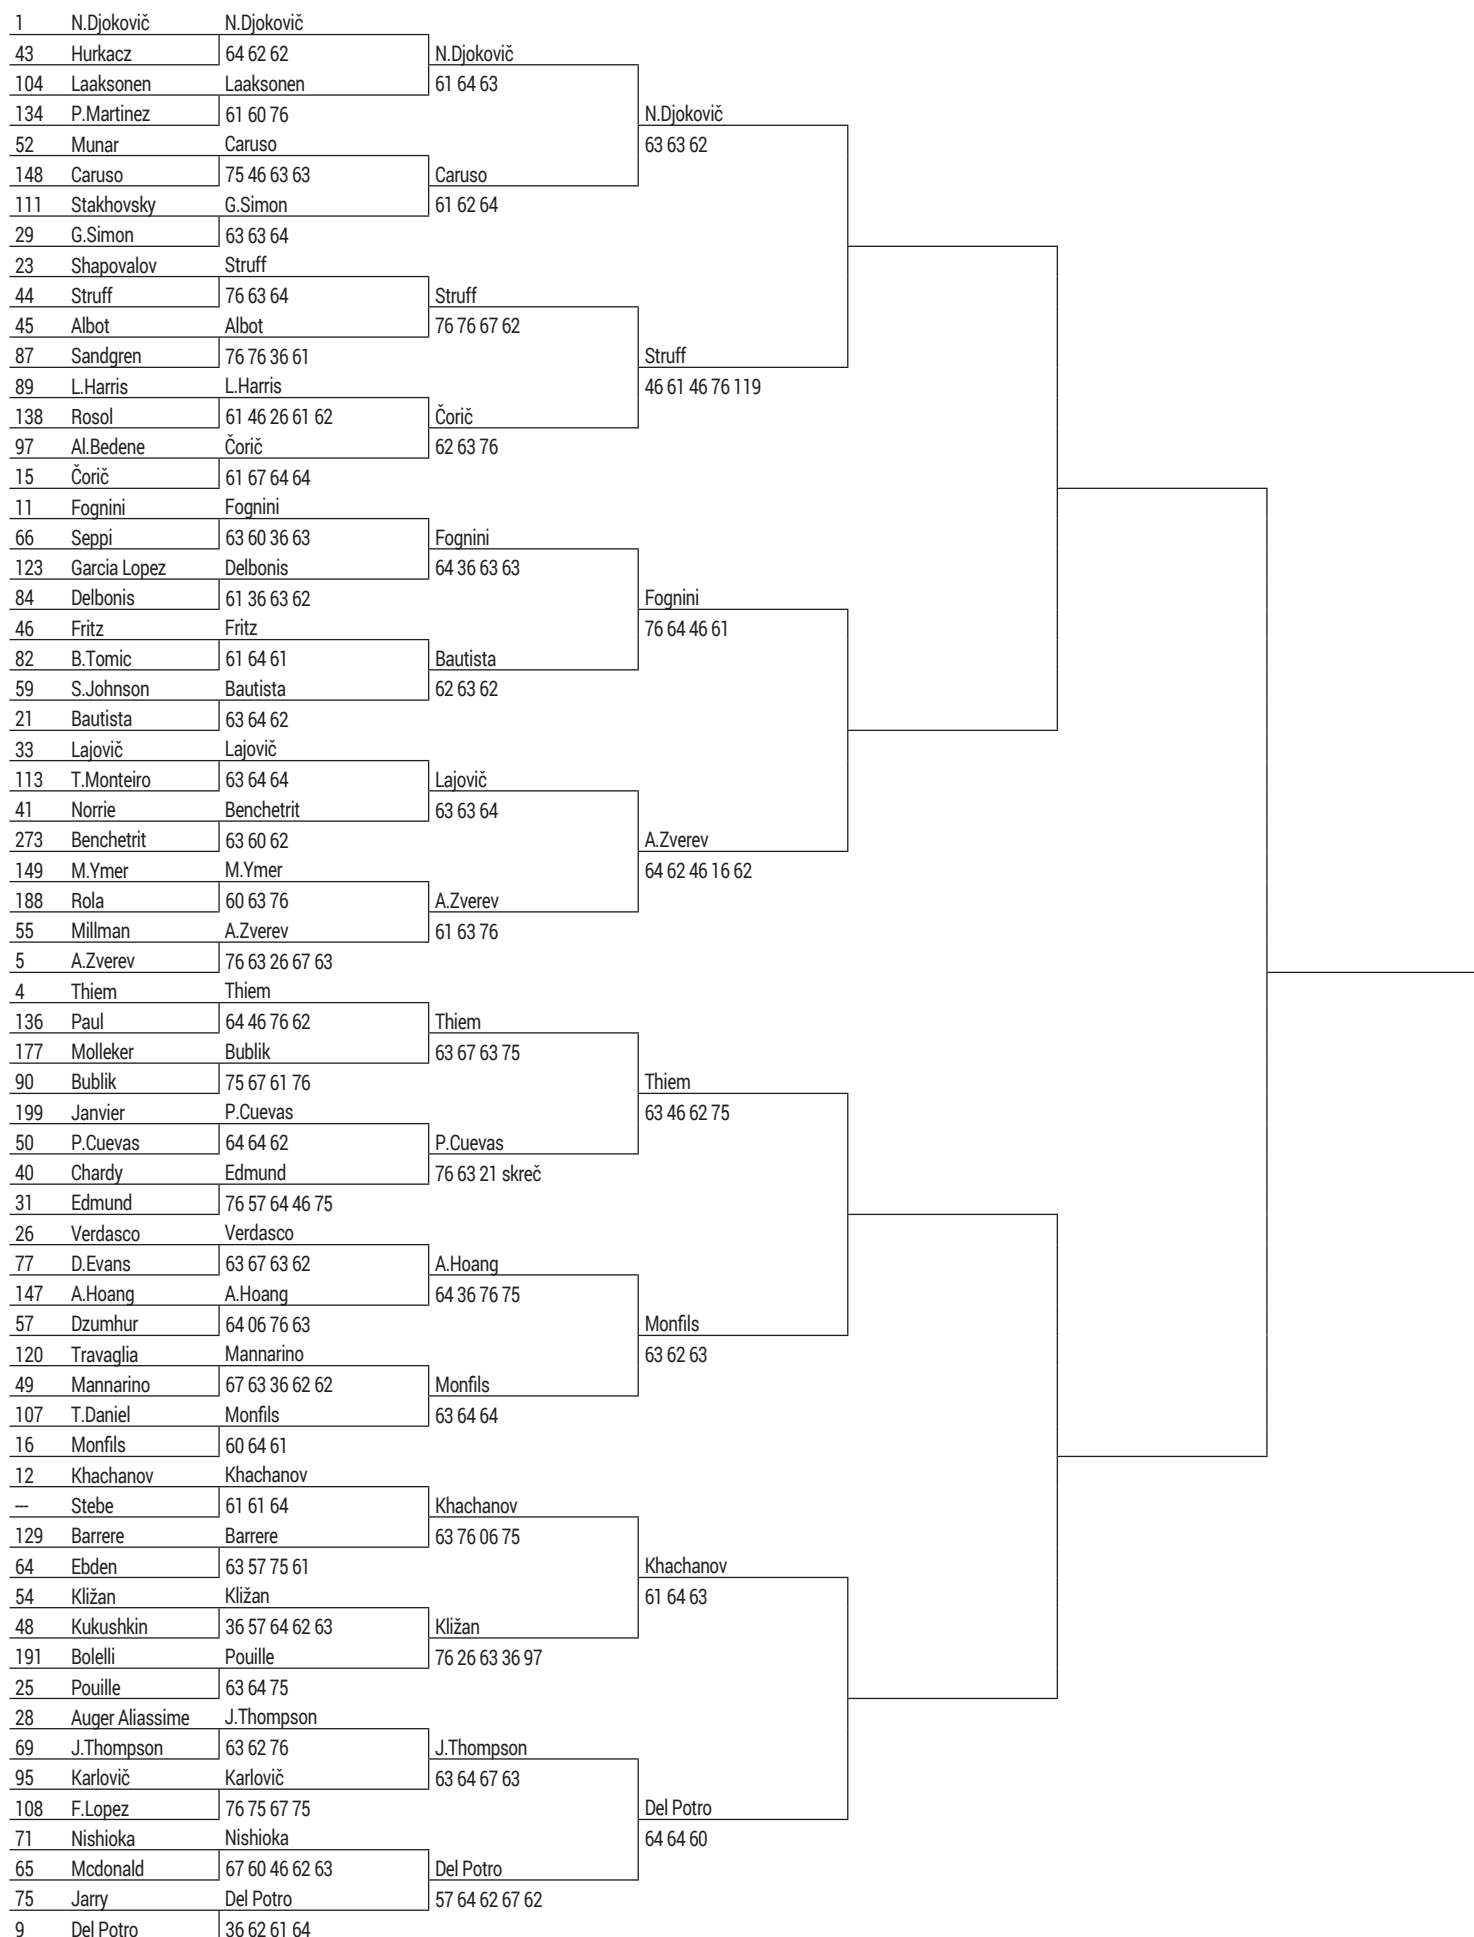 1 N.Djokovič N.Djokovič
43 Hurkacz 64 62 62 N.Djokovič
104 Laaksonen Laaksonen 61 64 63
134 P.Martinez 61 60 76 N.Djokovič
52 Munar Caruso 63 63 62
148 Caruso 75 46 63 63 Caruso
111 Stakhovsky G.Simon 61 62 64
29 G.Simon 63 63 64
23 Shapovalov Struff
44 Struff 76 63 64 Struff
45 Albot Albot 76 76 67 62
87 Sandgren 76 76 36 61 Struff
89 L.Harris L.Harris 46 61 46 76 119
138 Rosol 61 46 26 61 62 Čorič
97 Al.Bedene Čorič 62 63 76
15 Čorič 61 67 64 64
11 Fognini Fognini
66 Seppi 63 60 36 63 Fognini
123 Garcia Lopez Delbonis 64 36 63 63
84 Delbonis 61 36 63 62 Fognini
46 Fritz Fritz 76 64 46 61
82 B.Tomic 61 64 61 Bautista
59 S.Johnson Bautista 62 63 62
21 Bautista 63 64 62
33 Lajovič Lajovič
113 T.Monteiro 63 64 64 Lajovič
41 Norrie Benchetrit 63 63 64
273 Benchetrit 63 60 62 A.Zverev
149 M.Ymer M.Ymer 64 62 46 16 62
188 Rola 60 63 76 A.Zverev
55 Millman A.Zverev 61 63 76
5 A.Zverev 76 63 26 67 63
4 Thiem Thiem
136 Paul 64 46 76 62 Thiem
177 Molleker Bublik 63 67 63 75
90 Bublik 75 67 61 76 Thiem
199 Janvier P.Cuevas 63 46 62 75
50 P.Cuevas 64 64 62 P.Cuevas
40 Chardy Edmund 76 63 21 skreč
31 Edmund 76 57 64 46 75
26 Verdasco Verdasco
77 D.Evans 63 67 63 62 A.Hoang
147 A.Hoang A.Hoang 64 36 76 75
57 Dzumhur 64 06 76 63 Monfils
120 Travaglia Mannarino 63 62 63
49 Mannarino 67 63 36 62 62 Monfils
107 T.Daniel Monfils 63 64 64
16 Monfils 60 64 61
12 Khachanov Khachanov
--- Stebe 61 61 64 Khachanov
129 Barrere Barrere 63 76 06 75
64 Ebden 63 57 75 61 Khachanov
54 Kližan Kližan 61 64 63
48 Kukushkin 36 57 64 62 63 Kližan
191 Bolelli Pouille 76 26 63 36 97
25 Pouille 63 64 75
28 Auger Aliassime J.Thompson
69 J.Thompson 63 62 76 J.Thompson
95 Karlovič Karlovič 63 64 67 63
108 F.Lopez 76 75 67 75 Del Potro
71 Nishioka Nishioka 64 64 60
65 Mcdonald 67 60 46 62 63 Del Potro
75 Jarry Del Potro 57 64 62 67 62
9 Del Potro 36 62 61 64